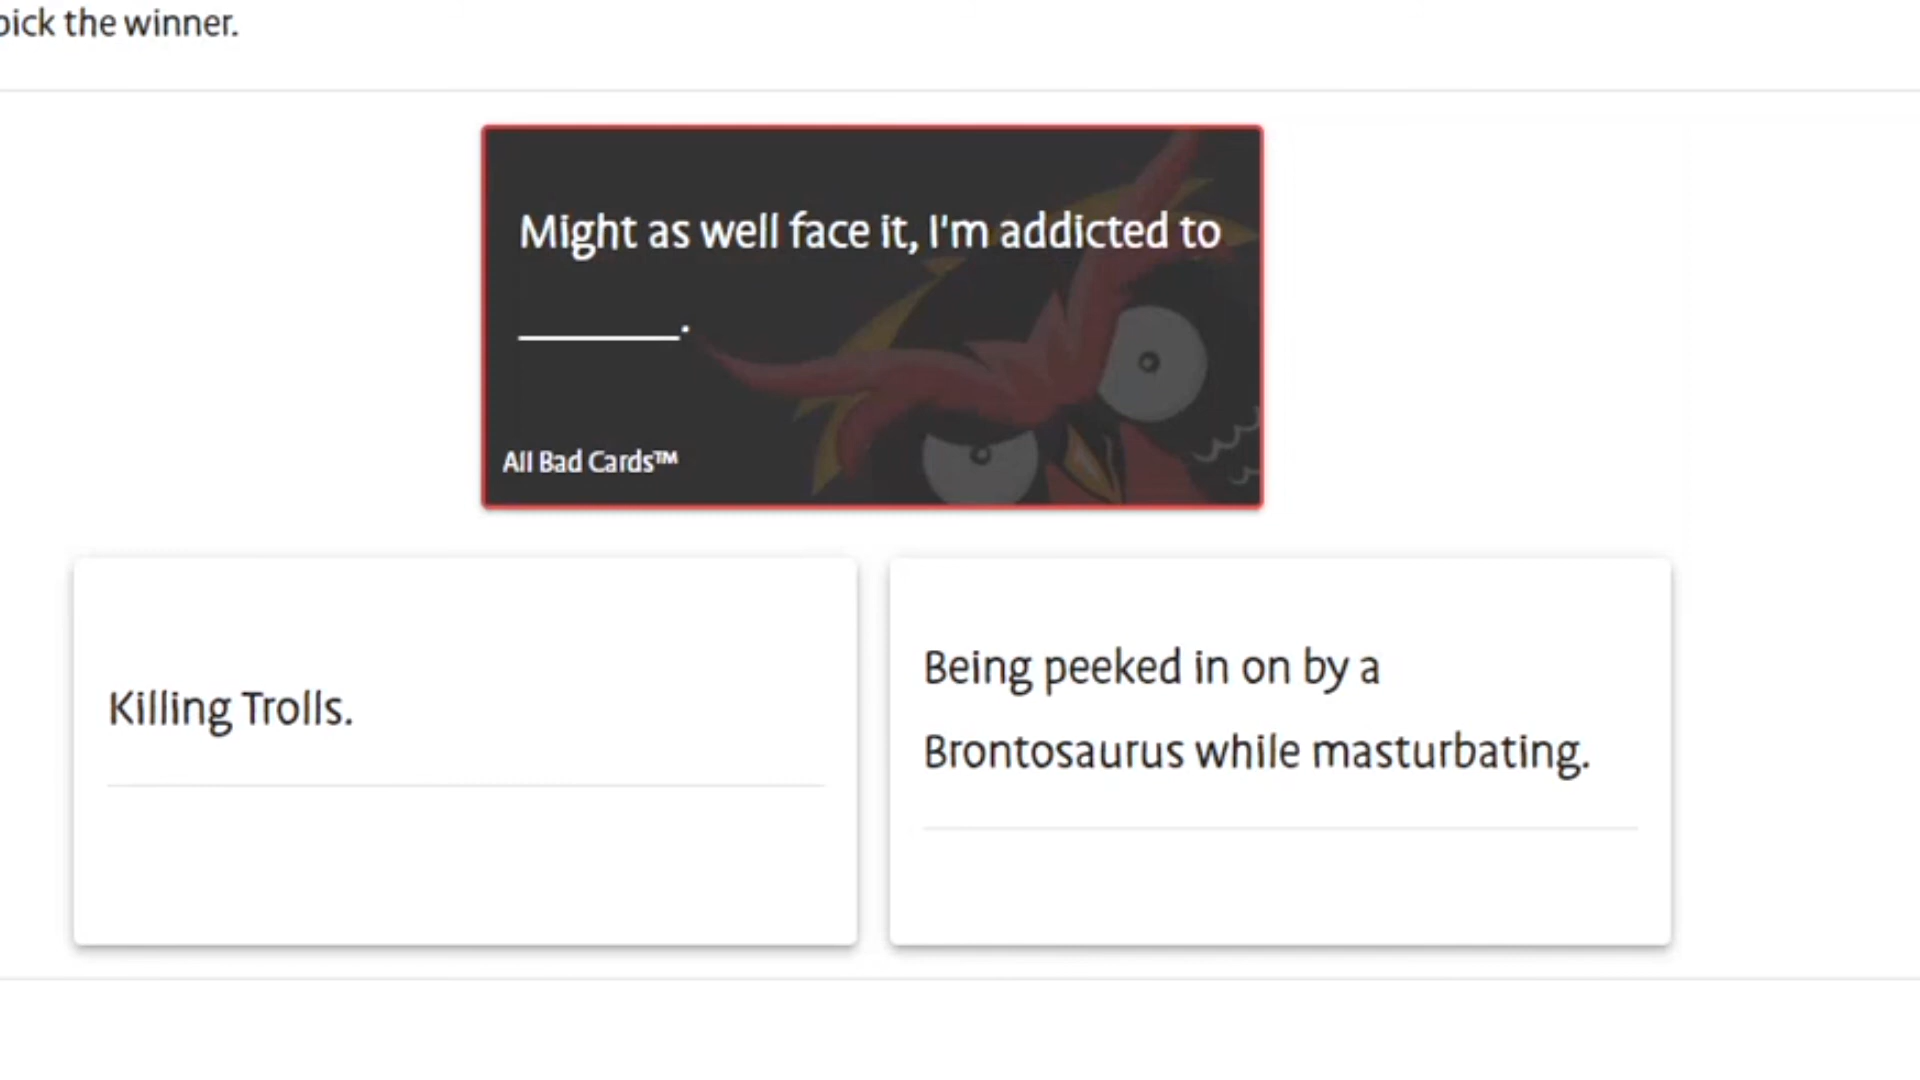 pick the winner.
Might as well face it, I'm addicted to
________.
All Bad Cards™
Killing Trolls.
Being peeked in on by a
Brontosaurus while masturbating.